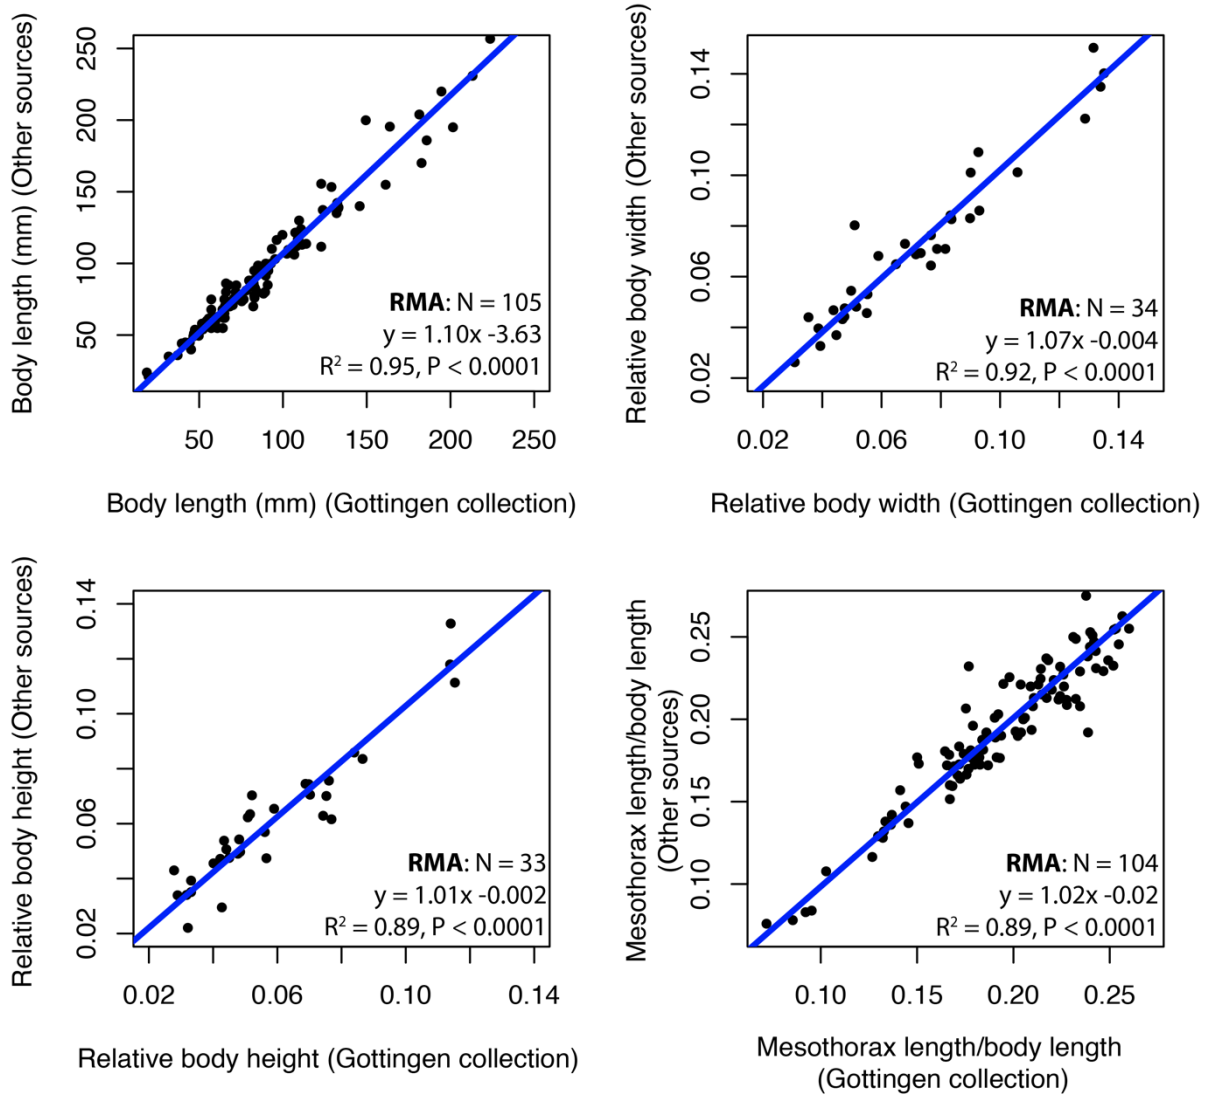 Body length (mm) (Other sources)
250
200
150
100
50
RMA: N = 105
y = 1.10x -3.63
R² = 0.95, P < 0.0001
50 100 150 200 250
Body length (mm) (Gottingen collection)
Relative body width (Other sources)
0.14
0.10
0.06
0.02
RMA: N = 34
y = 1.07x -0.004
R² = 0.92, P < 0.0001
0.02 0.06 0.10 0.14
Relative body width (Gottingen collection)
Relative body height (Other sources)
0.14
0.10
0.06
0.02
RMA: N = 33
y = 1.01x -0.002
R² = 0.89, P < 0.0001
0.02 0.06 0.10 0.14
Relative body height (Gottingen collection)
Mesothorax length/body length
(Other sources)
0.25
0.20
0.15
0.10
RMA: N = 104
y = 1.02x -0.02
R² = 0.89, P < 0.0001
0.10 0.15 0.20 0.25
Mesothorax length/body length
(Gottingen collection)